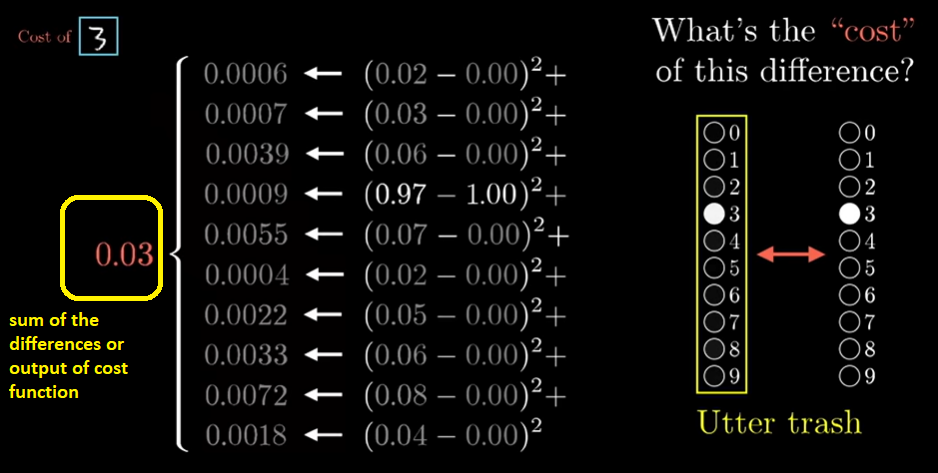 Cost of 3
What's the "cost"
of this difference?
0.0006 ← (0.02 − 0.00)²+
0.0007 ← (0.03 − 0.00)²+
0.0039 ← (0.06 − 0.00)²+
0.0009 ← (0.97 − 1.00)²+
0.0055 ← (0.07 − 0.00)²+
0.0004 ← (0.02 − 0.00)²+
0.0022 ← (0.05 − 0.00)²+
0.0033 ← (0.06 − 0.00)²+
0.0072 ← (0.08 − 0.00)²+
0.0018 ← (0.04 − 0.00)²
0.03
sum of the
differences or
output of cost
function
0 0
1 1
2 2
3 3
4 4
5 5
6 6
7 7
8 8
9 9
Utter trash